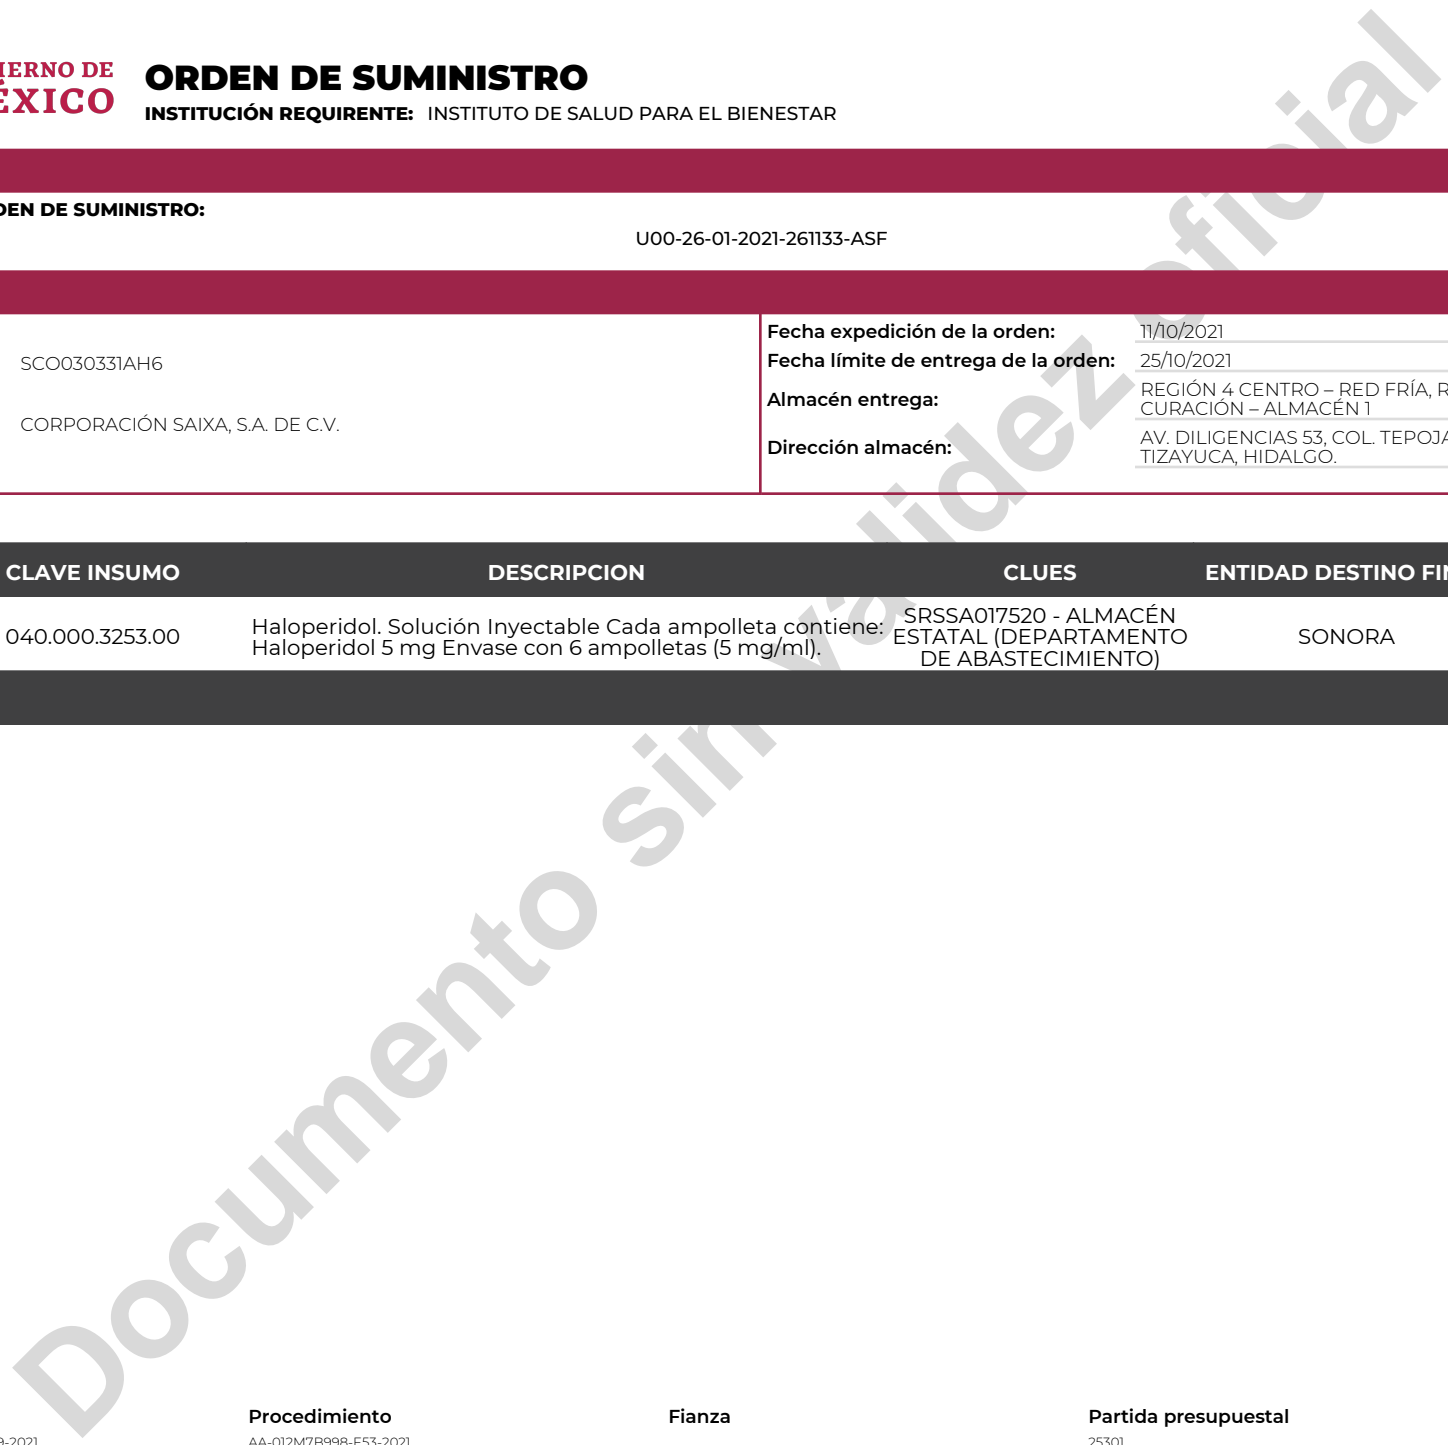 DE
ORDEN DE SUMINISTRO
INSTITUCIÓN REQUIRENTE: INSTITUTO DE SALUD PARA EL BIENESTAR
DE SUMINISTRO:
U00-26-01-2021-261133-ASF
SCO030331AH6
CORPORACIÓN SAIXA, S.A. DE C.V.
Fecha expedición de la orden: 11/10/2021
Fecha límite de entrega de la orden: 25/10/2021
Almacén entrega: REGIÓN 4 CENTRO – RED FRÍA,
CURACIÓN – ALMACÉN 1
Dirección almacén: AV. DILIGENCIAS 53, COL.
TIZAYUCA, HIDALGO.
CLAVE INSUMO DESCRIPCION CLUES ENTIDAD DESTINO
040.000.3253.00
Haloperidol. Solución Inyectable Cada ampolleta contiene:
Haloperidol 5 mg Envase con 6 ampolletas (5 mg/ml).
SRSSA017520 - ALMACÉN
ESTATAL (DEPARTAMENTO
DE ABASTECIMIENTO)
SONORA
Documento sin validez oficial
Procedimiento Fianza Partida presupuestal
AA-012M7B998-E53-2021 25301